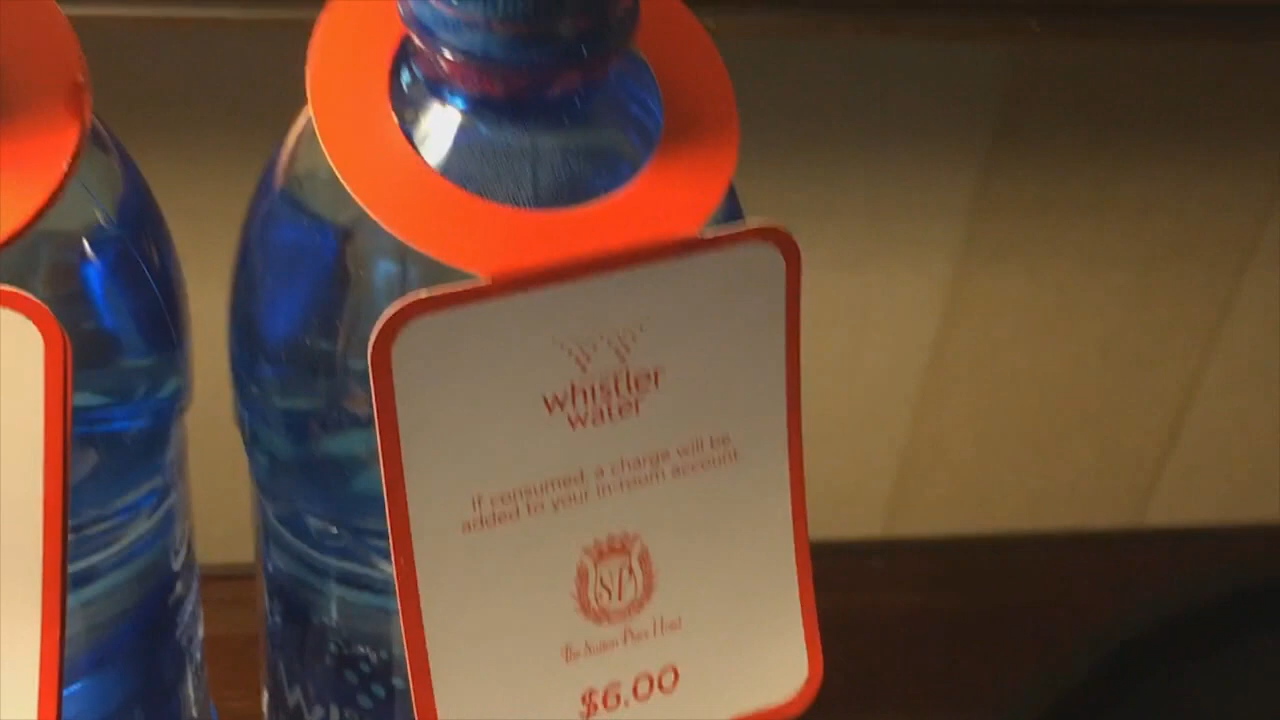 whistler
water
If consumed, a charge will be
added to your in-room account
SP
The Sutton Place Hotel
$6.00